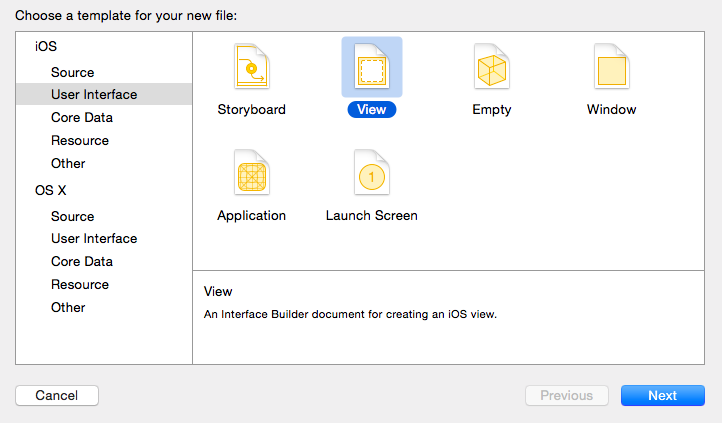 Choose a template for your new file:
iOS
Source
User Interface
Core Data
Resource
Other
OS X
Source
User Interface
Core Data
Resource
Other
Storyboard
View
Empty
Window
1
Application
Launch Screen
View
An Interface Builder document for creating an iOS view.
Cancel
Previous
Next